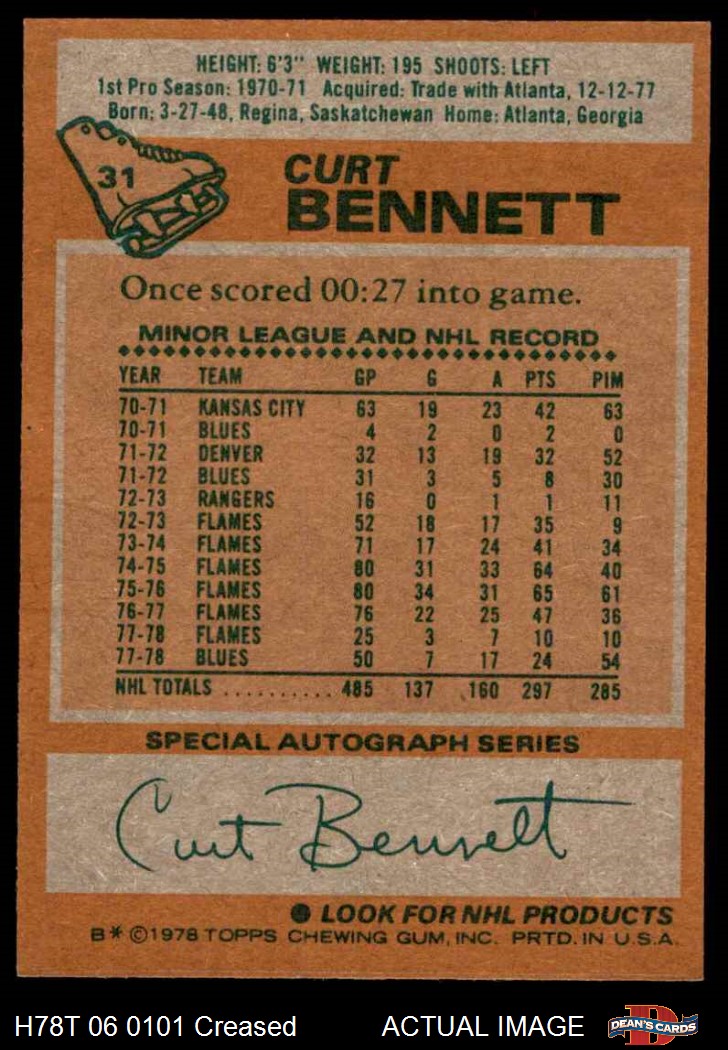 HEIGHT: 6'3" WEIGHT: 195 SHOOTS: LEFT
1st Pro Season: 1970-71 Acquired: Trade with Atlanta, 12-12-77
Born: 3-27-48, Regina, Saskatchewan Home: Atlanta, Georgia
31
CURT
BENNETT
Once scored 00:27 into game.
MINOR LEAGUE AND NHL RECORD
YEAR TEAM GP G A PTS PIM
70-71 KANSAS CITY 63 19 23 42 63
70-71 BLUES 4 2 0 2 0
71-72 DENVER 32 13 19 32 52
71-72 BLUES 31 3 5 8 30
72-73 RANGERS 16 0 1 1 11
72-73 FLAMES 52 18 17 35 9
73-74 FLAMES 71 17 24 41 34
74-75 FLAMES 80 31 33 64 40
75-76 FLAMES 80 34 31 65 61
76-77 FLAMES 76 22 25 47 36
77-78 FLAMES 25 3 7 10 10
77-78 BLUES 50 7 17 24 54
NHL TOTALS .......... 485 137 160 297 285
SPECIAL AUTOGRAPH SERIES
Curt Bennett
● LOOK FOR NHL PRODUCTS
B* ©1978 TOPPS CHEWING GUM, INC. PRTD. IN U.S.A.
H78T 06 0101 Creased ACTUAL IMAGE D DEAN'S CARDS